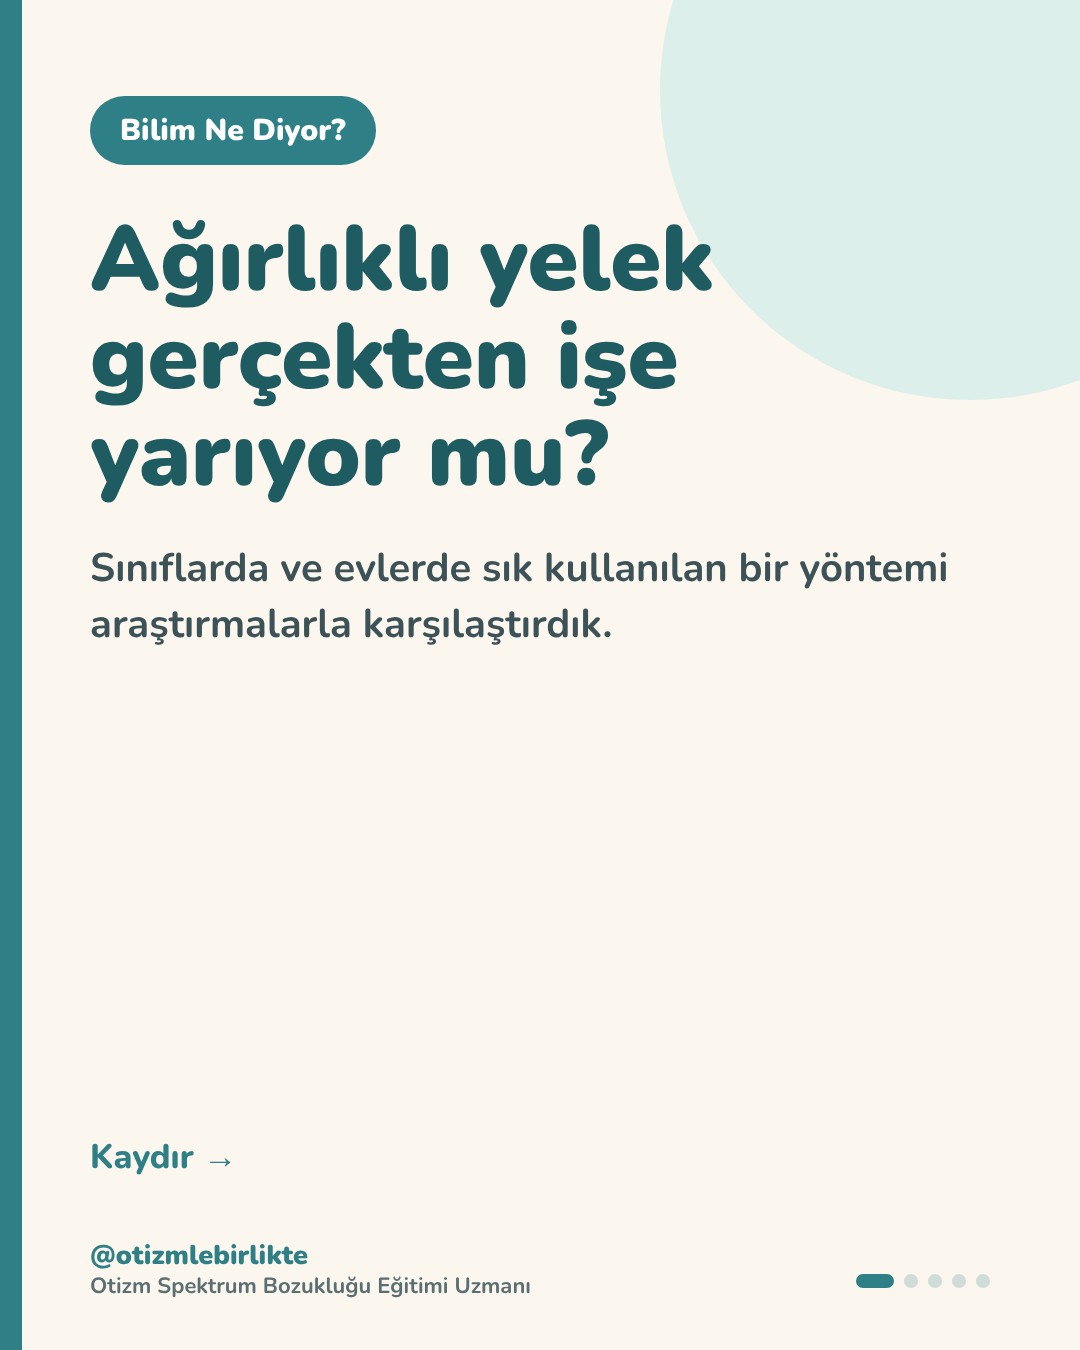 Bilim Ne Diyor?
Ağırlıklı yelek
gerçekten işe
yarıyor mu?
Sınıflarda ve evlerde sık kullanılan bir yöntemi
araştırmalarla karşılaştırdık.
Kaydır →
@otizmlebirlikte
Otizm Spektrum Bozukluğu Eğitimi Uzmanı